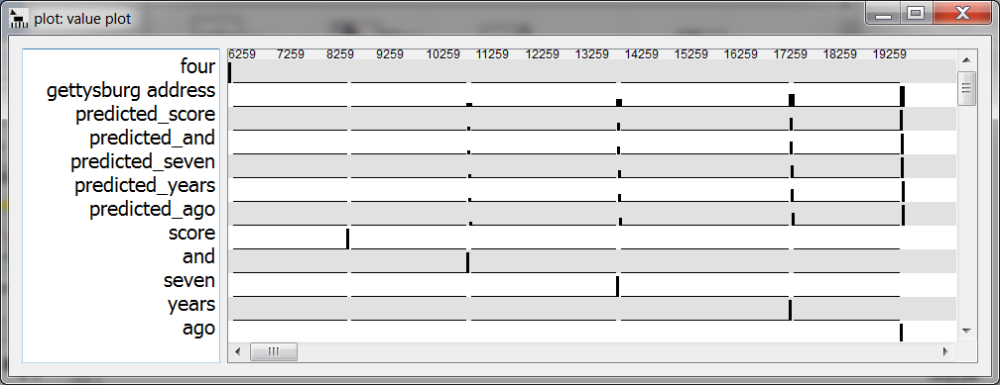 plot: value plot
6259 7259 8259 9259 10259 11259 12259 13259 14259 15259 16259 17259 18259 19259
four
gettysburg address
predicted_score
predicted_and
predicted_seven
predicted_years
predicted_ago
score
and
seven
years
ago